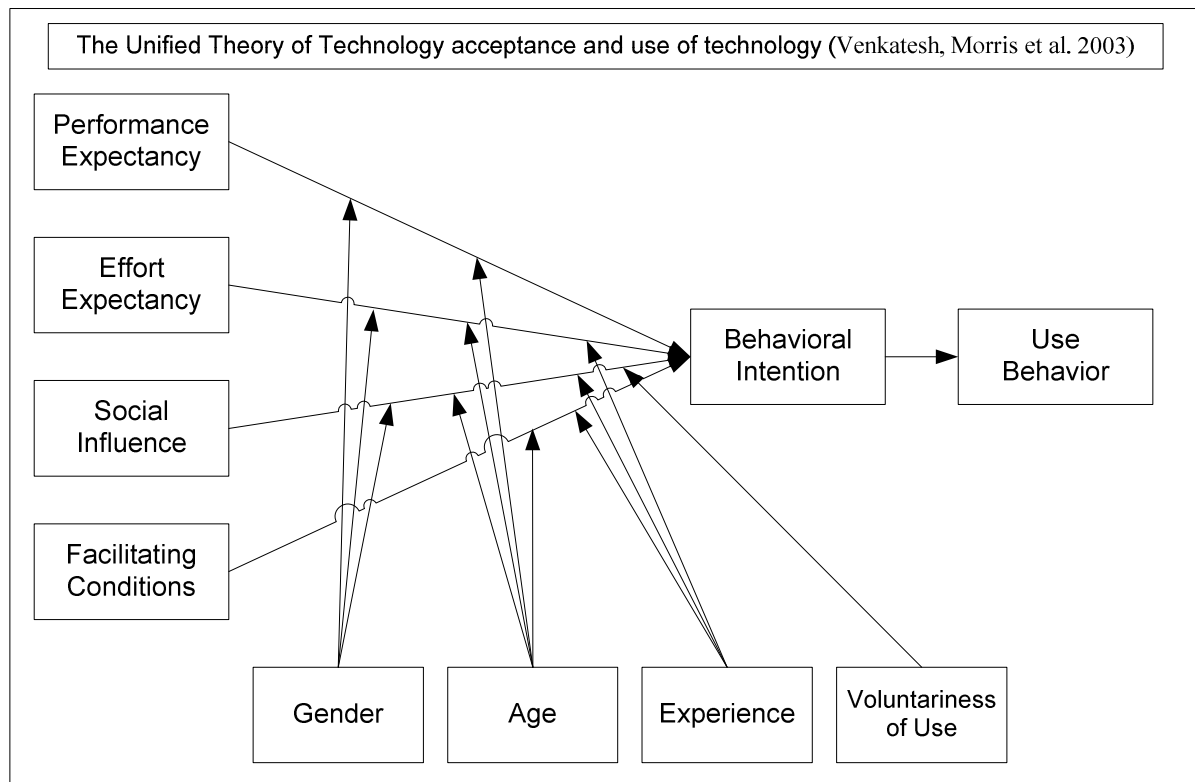 The Unified Theory of Technology acceptance and use of technology (Venkatesh, Morris et al. 2003)
Performance
Expectancy
Effort
Expectancy
Social
Influence
Facilitating
Conditions
Behavioral
Intention
Use
Behavior
Gender
Age
Experience
Voluntariness
of Use